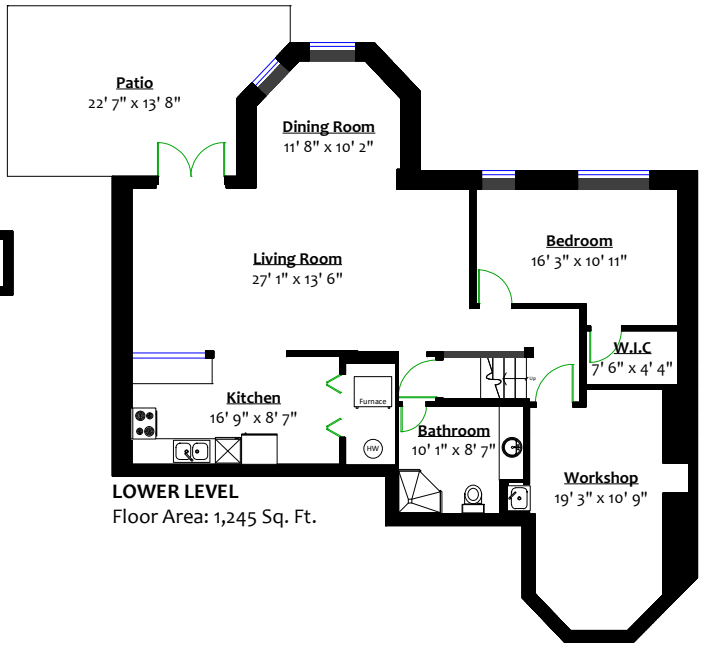 Patio
22' 7" x 13' 8"
Dining Room
11' 8" x 10' 2"
Bedroom
16' 3" x 10' 11"
Living Room
27' 1" x 13' 6"
W.I.C
7' 6" x 4' 4"
Up
Kitchen
16' 9" x 8' 7"
Furnace
HW
Bathroom
10' 1" x 8' 7"
Workshop
19' 3" x 10' 9"
LOWER LEVEL
Floor Area: 1,245 Sq. Ft.